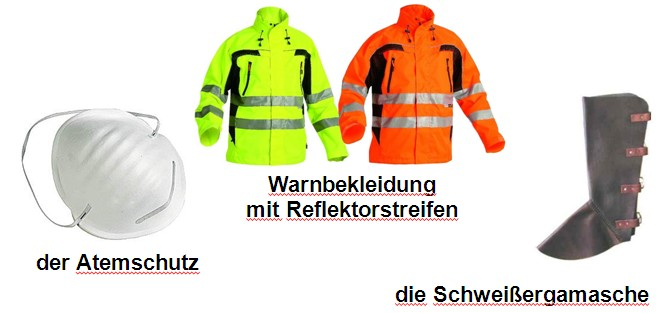 Warnbekleidung
mit Reflektorstreifen
der Atemschutz
die Schweißergamasche